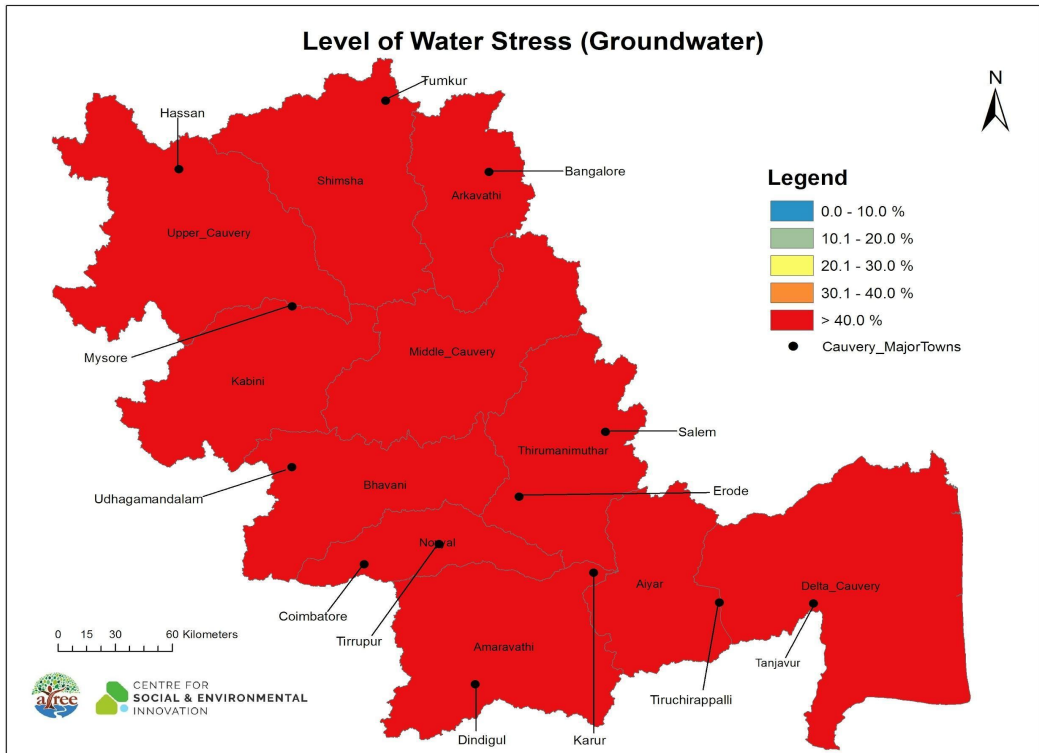 Level of Water Stress (Groundwater)
N
Tumkur
Hassan
Bangalore
Shimsha
Arkavathi
Upper_Cauvery
Legend
0.0 - 10.0 %
10.1 - 20.0 %
20.1 - 30.0 %
30.1 - 40.0 %
> 40.0 %
Cauvery_MajorTowns
Mysore
Middle_Cauvery
Kabini
Salem
Thirumanimuthar
Udhagamandalam
Bhavani
Erode
Noyyal
Coimbatore
Aiyar
Delta_Cauvery
Tirrupur
Amaravathi
0 15 30 60 Kilometers
Tanjavur
Tiruchirappalli
Dindigul
Karur
atree
CENTRE FOR
SOCIAL & ENVIRONMENTAL
INNOVATION